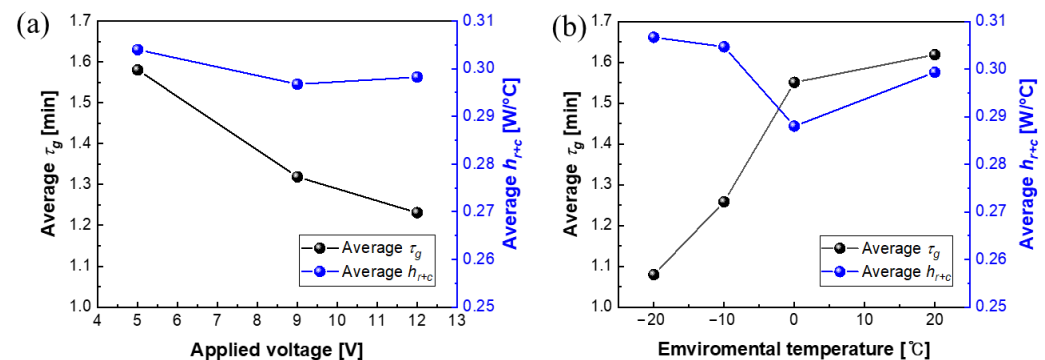 (a)
1.7
1.6
1.5
1.4
1.3
1.2
1.1
1.0
Average τg [min]
0.31
0.30
0.29
0.28
0.27
0.26
0.25
Average hr+c [W/°C]
4 5 6 7 8 9 10 11 12 13
Applied voltage [V]
Average τg
Average hr+c
(b)
1.7
1.6
1.5
1.4
1.3
1.2
1.1
1.0
Average τg [min]
0.31
0.30
0.29
0.28
0.27
0.26
0.25
Average hr+c [W/°C]
−20 −10 0 10 20
Emviromental temperature [℃]
Average τg
Average hr+c